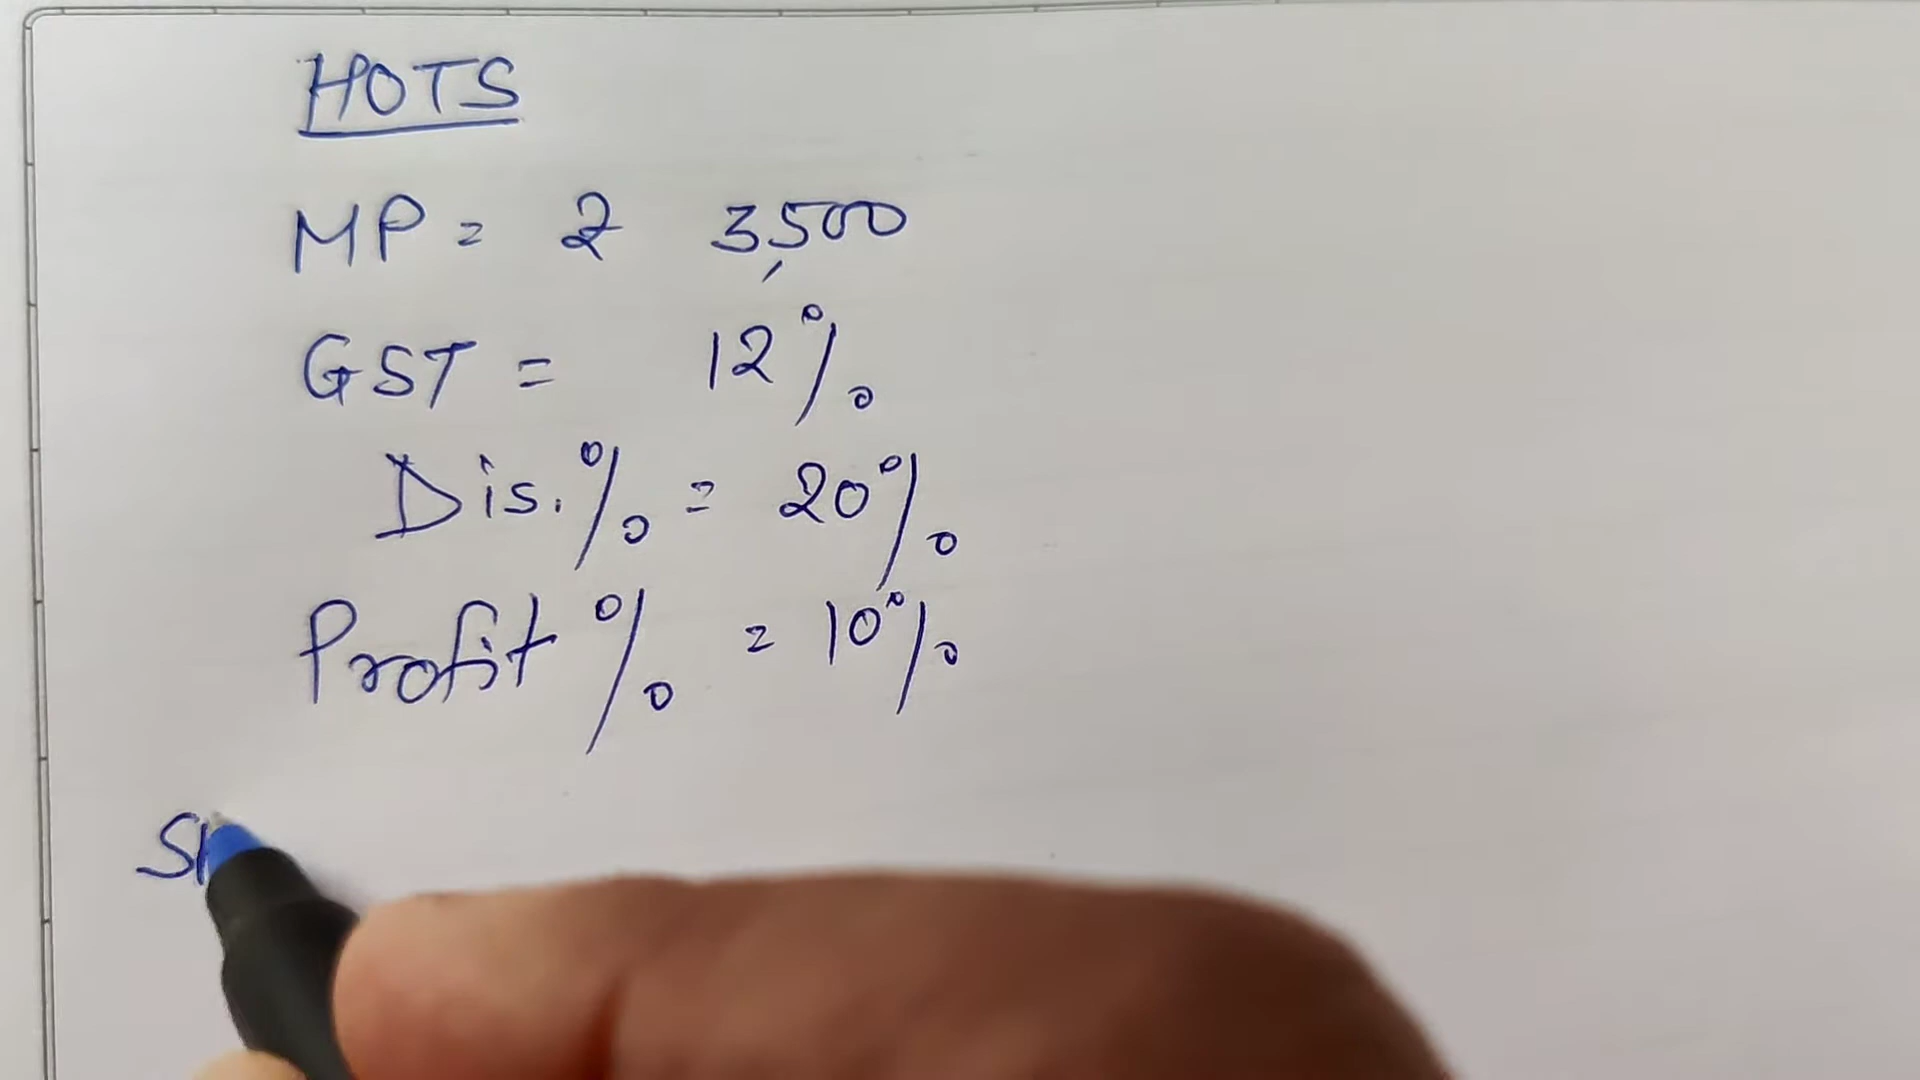 HOTS
MP = ₹ 3,500
GST = 12%
Dis.% = 20%
Profit% = 10%